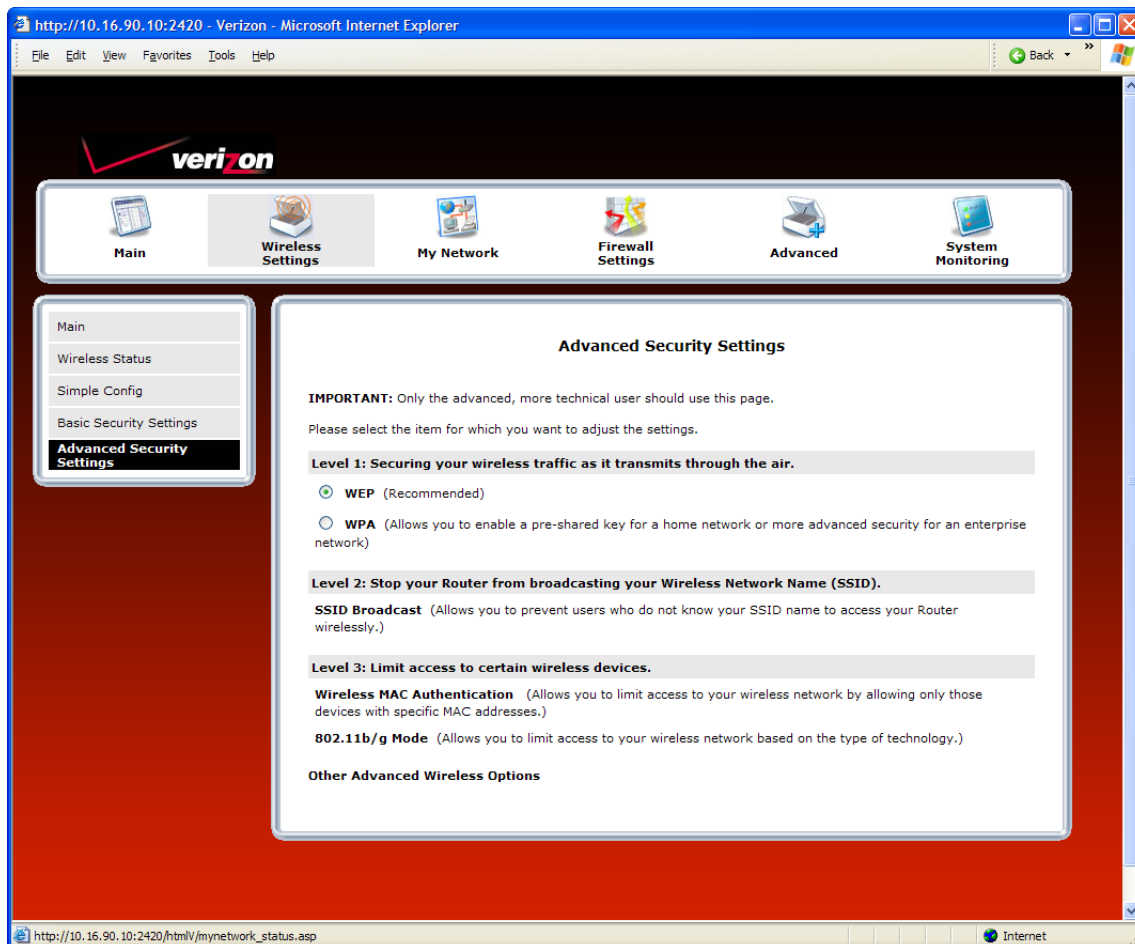 http://10.16.90.10:2420 - Verizon - Microsoft Internet Explorer
File Edit View Favorites Tools Help
Back »
verizon
Main
Wireless
Settings
My Network
Firewall
Settings
Advanced
System
Monitoring
Main
Wireless Status
Simple Config
Basic Security Settings
Advanced Security
Settings
Advanced Security Settings
IMPORTANT: Only the advanced, more technical user should use this page.
Please select the item for which you want to adjust the settings.
Level 1: Securing your wireless traffic as it transmits through the air.
WEP (Recommended)
WPA (Allows you to enable a pre-shared key for a home network or more advanced security for an enterprise
network)
Level 2: Stop your Router from broadcasting your Wireless Network Name (SSID).
SSID Broadcast (Allows you to prevent users who do not know your SSID name to access your Router
wirelessly.)
Level 3: Limit access to certain wireless devices.
Wireless MAC Authentication (Allows you to limit access to your wireless network by allowing only those
devices with specific MAC addresses.)
802.11b/g Mode (Allows you to limit access to your wireless network based on the type of technology.)
Other Advanced Wireless Options
http://10.16.90.10:2420/htmlV/mynetwork_status.asp
Internet